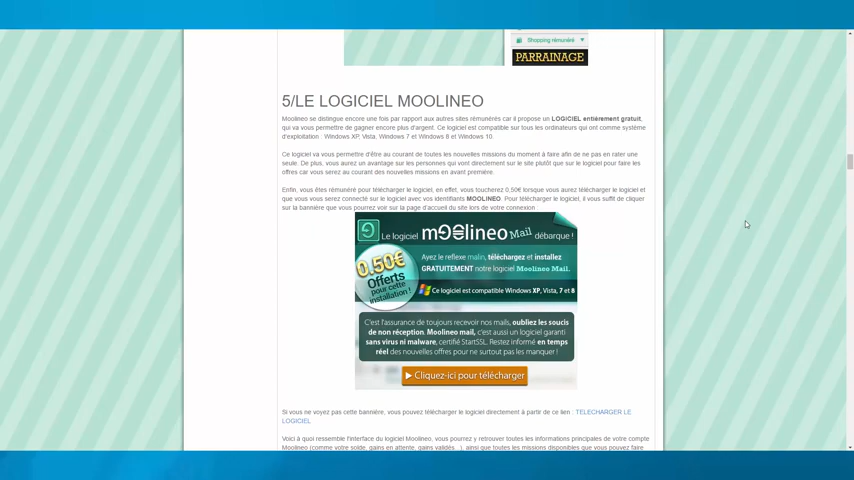 Shopping rémunéré
PARRAINAGE
5/LE LOGICIEL MOOLINEO
Moolineo se distingue encore une fois par rapport aux autres sites rémunérés car il propose un LOGICIEL entièrement gratuit,
qui va vous permettre de gagner encore plus d'argent. Ce logiciel est compatible sur tous les ordinateurs qui ont comme système
d'exploitation : Windows XP, Vista, Windows 7 et Windows 8 et Windows 10.
Ce logiciel va vous permettre d'être au courant de toutes les nouvelles missions du moment à faire afin de ne pas en rater une
seule. De plus, vous aurez un avantage sur les personnes qui vont directement sur le site plutôt que sur le logiciel pour faire les
offres car vous serez au courant des nouvelles missions en avant première.
Enfin, vous êtes rémunéré pour télécharger le logiciel, en effet, vous toucherez 0,50€ lorsque vous aurez télécharger le logiciel et
que vous vous serez connecté sur le logiciel avec vos identifiants MOOLINEO. Pour télécharger le logiciel, il vous suffit de cliquer
sur la bannière que vous pourrez voir sur la page d'accueil du site lors de votre connexion
Le logiciel moolineo Mail débarque !
0.50€
Offerts
pour cette
installation !
Ayez le reflexe malin, téléchargez et installez
GRATUITEMENT notre logiciel Moolineo Mail.
Ce logiciel est compatible Windows XP, Vista, 7 et 8
C'est l'assurance de toujours recevoir nos mails, oubliez les soucis
de non réception. Moolineo mail, c'est aussi un logiciel garanti
sans virus ni malware, certifié StartSSL. Restez informé en temps
réel des nouvelles offres pour ne surtout pas les manquer !
Cliquez-ici pour télécharger
Si vous ne voyez pas cette bannière, vous pouvez télécharger le logiciel directement à partir de ce lien : TELECHARGER LE
LOGICIEL
Voici à quoi ressemble l'interface du logiciel Moolineo, vous pourrez y retrouver toutes les informations principales de votre compte
Moolineo (comme votre solde, gains en attente, gains validés...), ainsi que toutes les missions disponibles que vous pouvez faire